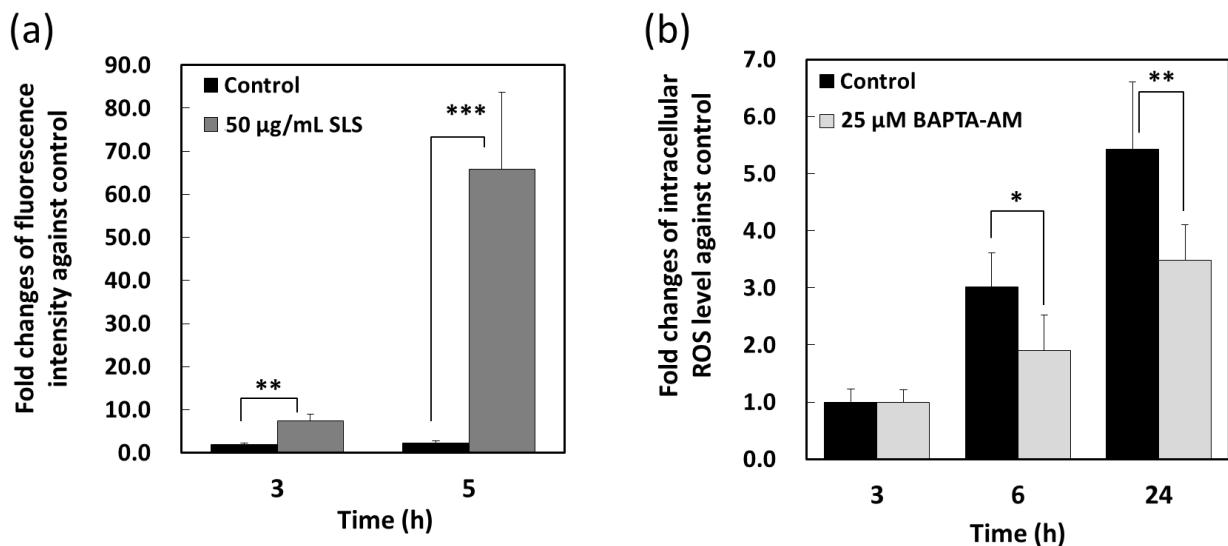 (a)
Fold changes of fluorescence
intensity against control
90.0
80.0
70.0
60.0
50.0
40.0
30.0
20.0
10.0
0.0
Control
50 µg/mL SLS
**
***
3
5
Time (h)
(b)
Fold changes of intracellular
ROS level against control
7.0
6.0
5.0
4.0
3.0
2.0
1.0
0.0
Control
25 µM BAPTA-AM
*
**
3
6
24
Time (h)